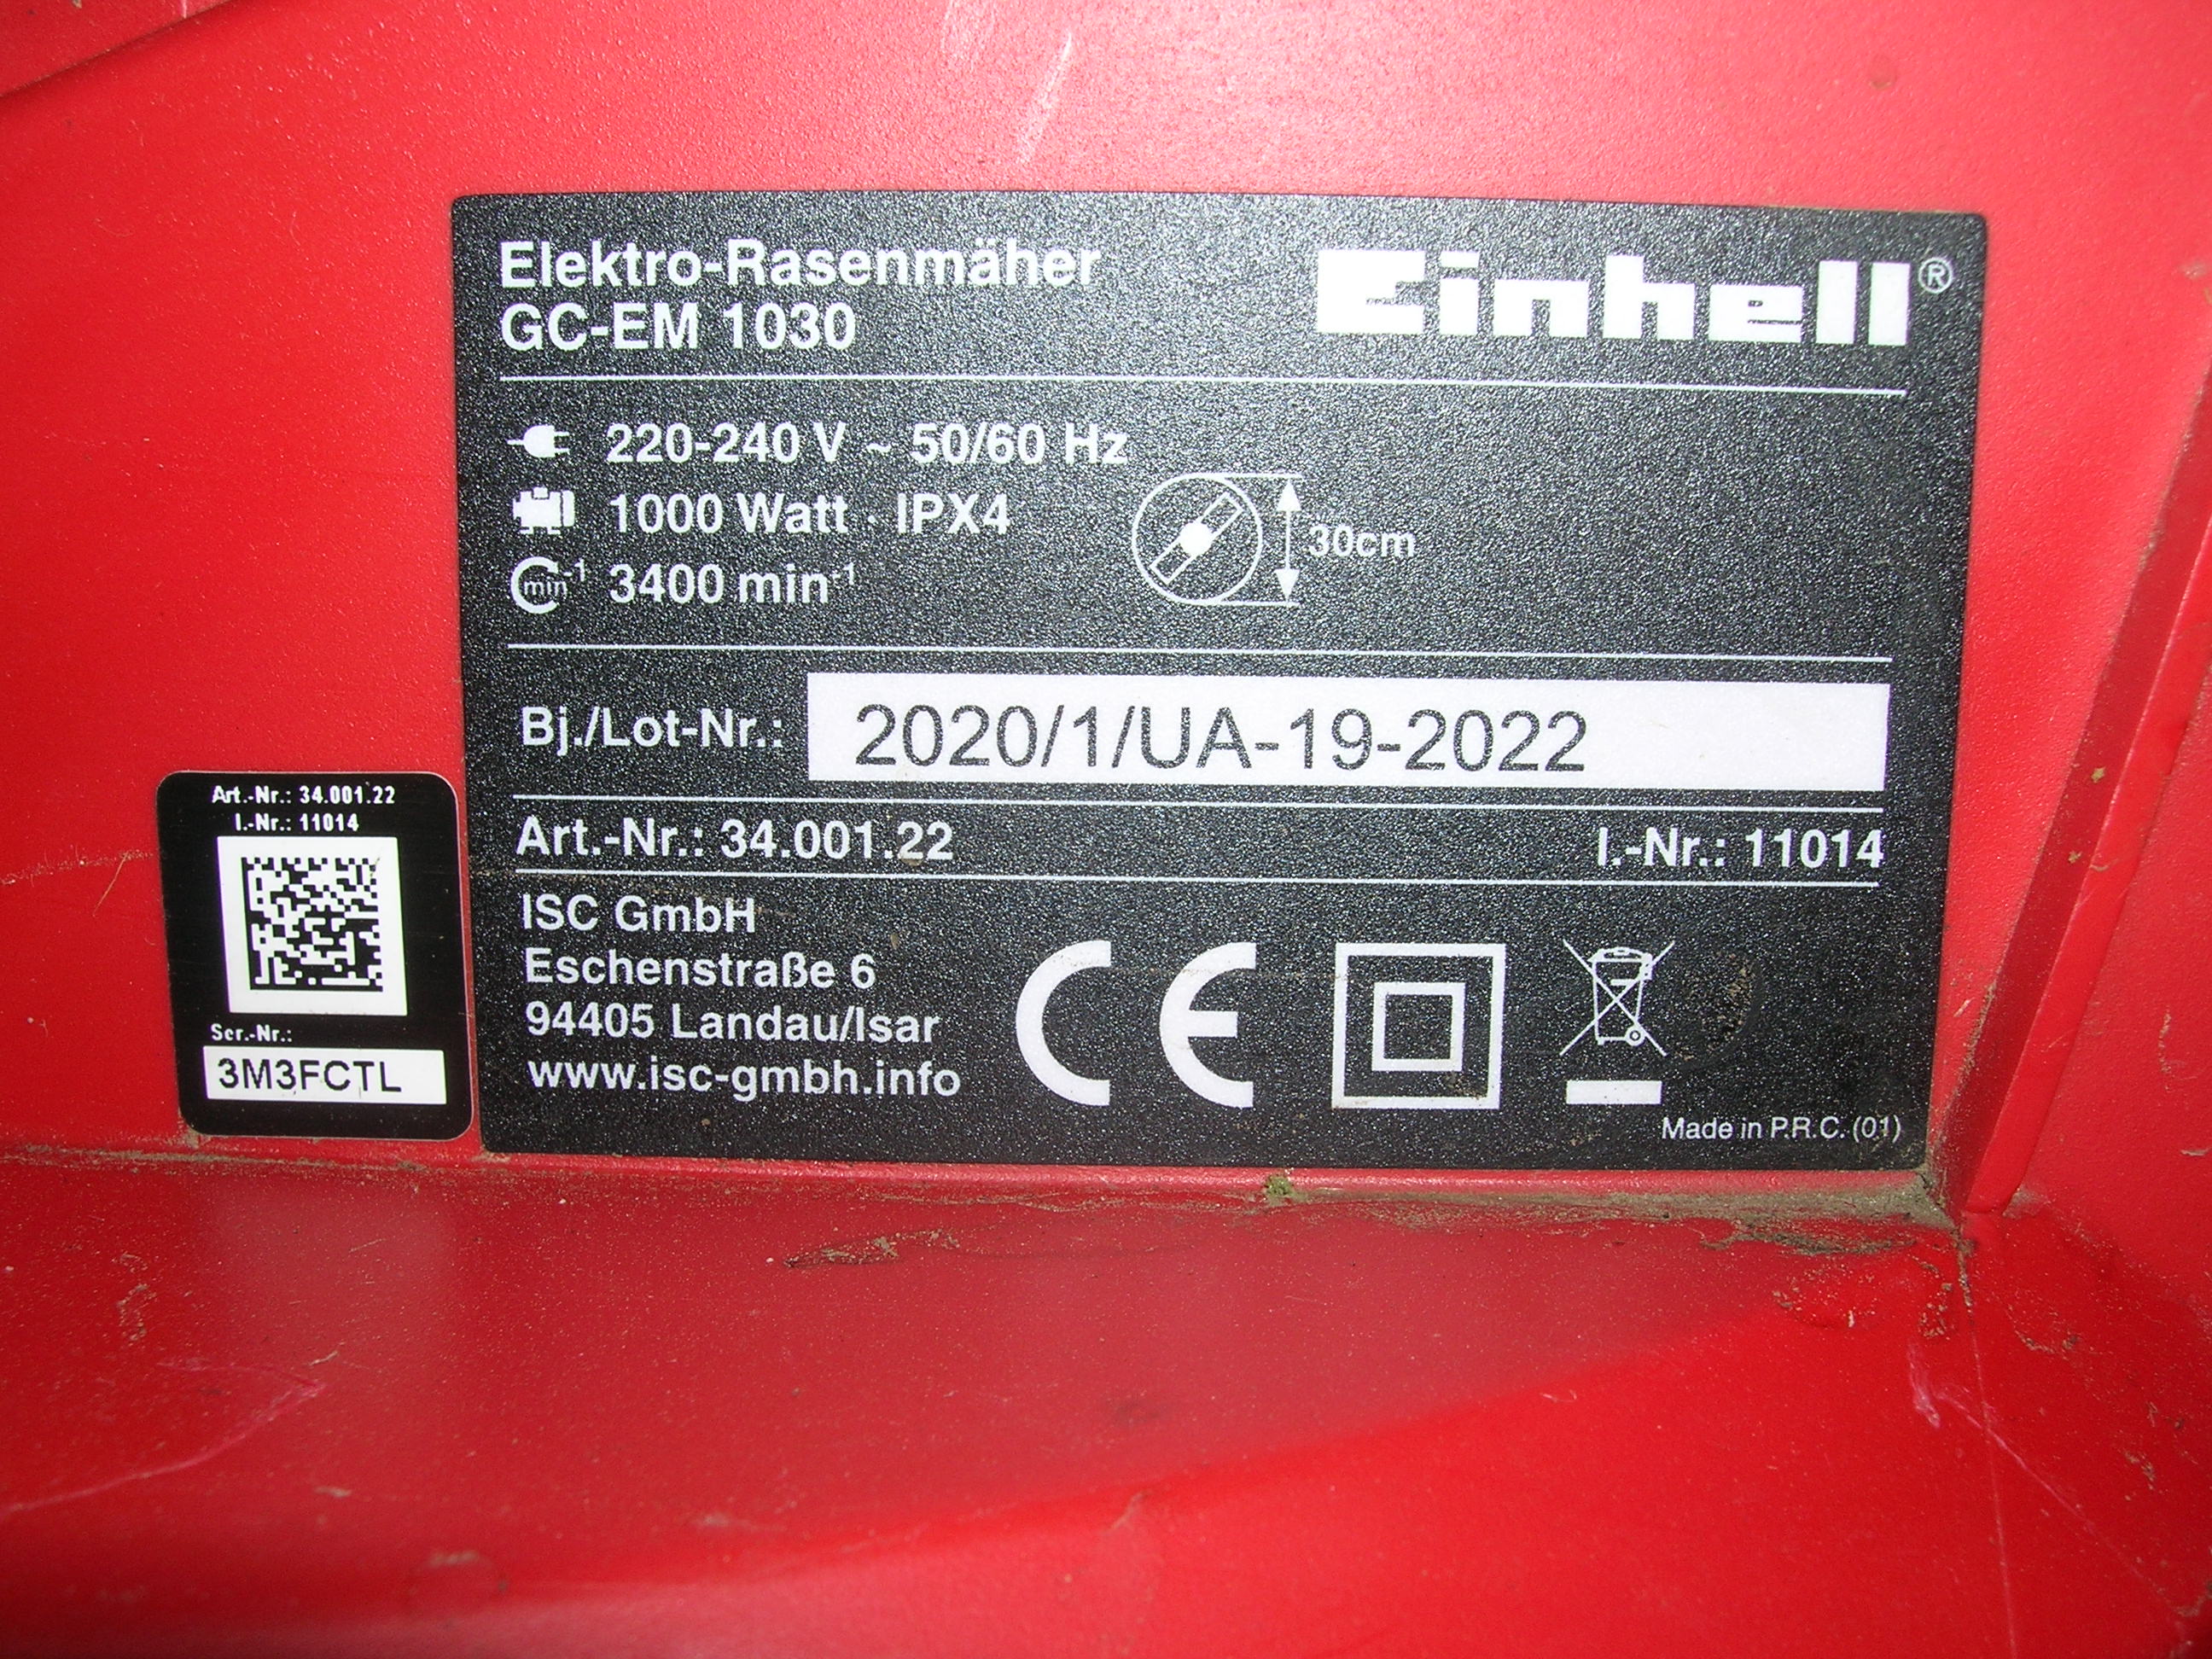 Elektro-Rasenmäher
GC-EM 1030
Einhell®
220-240 V ~ 50/60 Hz
1000 Watt · IPX4
min⁻¹ 3400 min⁻¹
30cm
Bj./Lot-Nr.: 2020/1/UA-19-2022
Art.-Nr.: 34.001.22 I.-Nr.: 11014
ISC GmbH
Eschenstraße 6
94405 Landau/Isar
www.isc-gmbh.info
CE
Made in P.R.C. (01)
Art.-Nr.: 34.001.22
I.-Nr.: 11014
Ser.-Nr.:
3M3FCTL